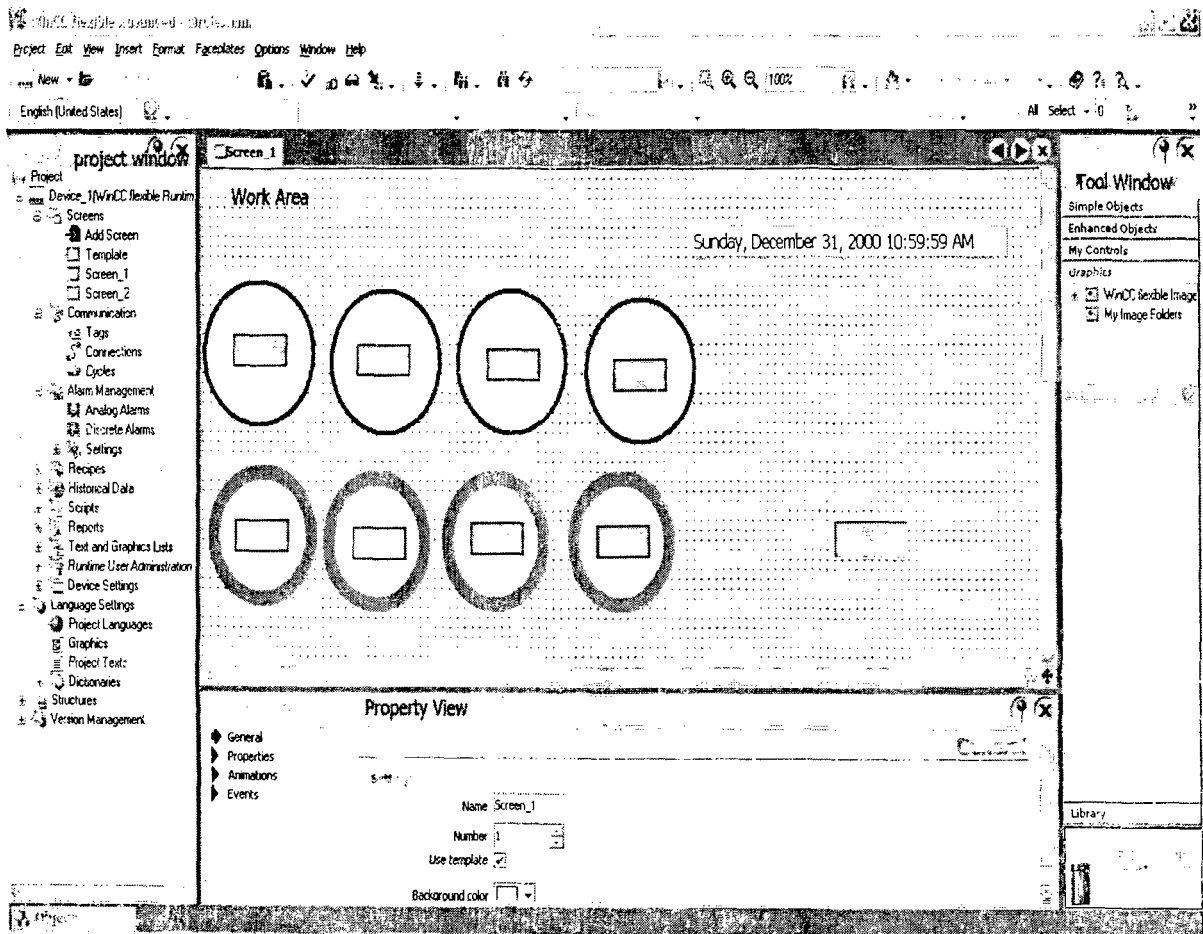 WinCC flexible
Project Edit View Insert Format Faceplates Options Window Help
New
100%
English (United States)
All Select
project window
Project
Device_1(WinCC flexible Runtim
Screens
Add Screen
Template
Screen_1
Screen_2
Communication
Tags
Connections
Cycles
Alarm Management
Analog Alarms
Discrete Alarms
Settings
Recipes
Historical Data
Scripts
Reports
Text and Graphics Lists
Runtime User Administration
Device Settings
Language Settings
Project Languages
Graphics
Project Texts
Dictionaries
Structures
Version Management
Screen_1
Work Area
Sunday, December 31, 2000 10:59:59 AM
Property View
General
Properties
Animations
Events
Name Screen_1
Number 1
Use template
Background color
Tool Window
Simple Objects
Enhanced Objects
My Controls
Graphics
WinCC flexible Image
My Image Folders
Library